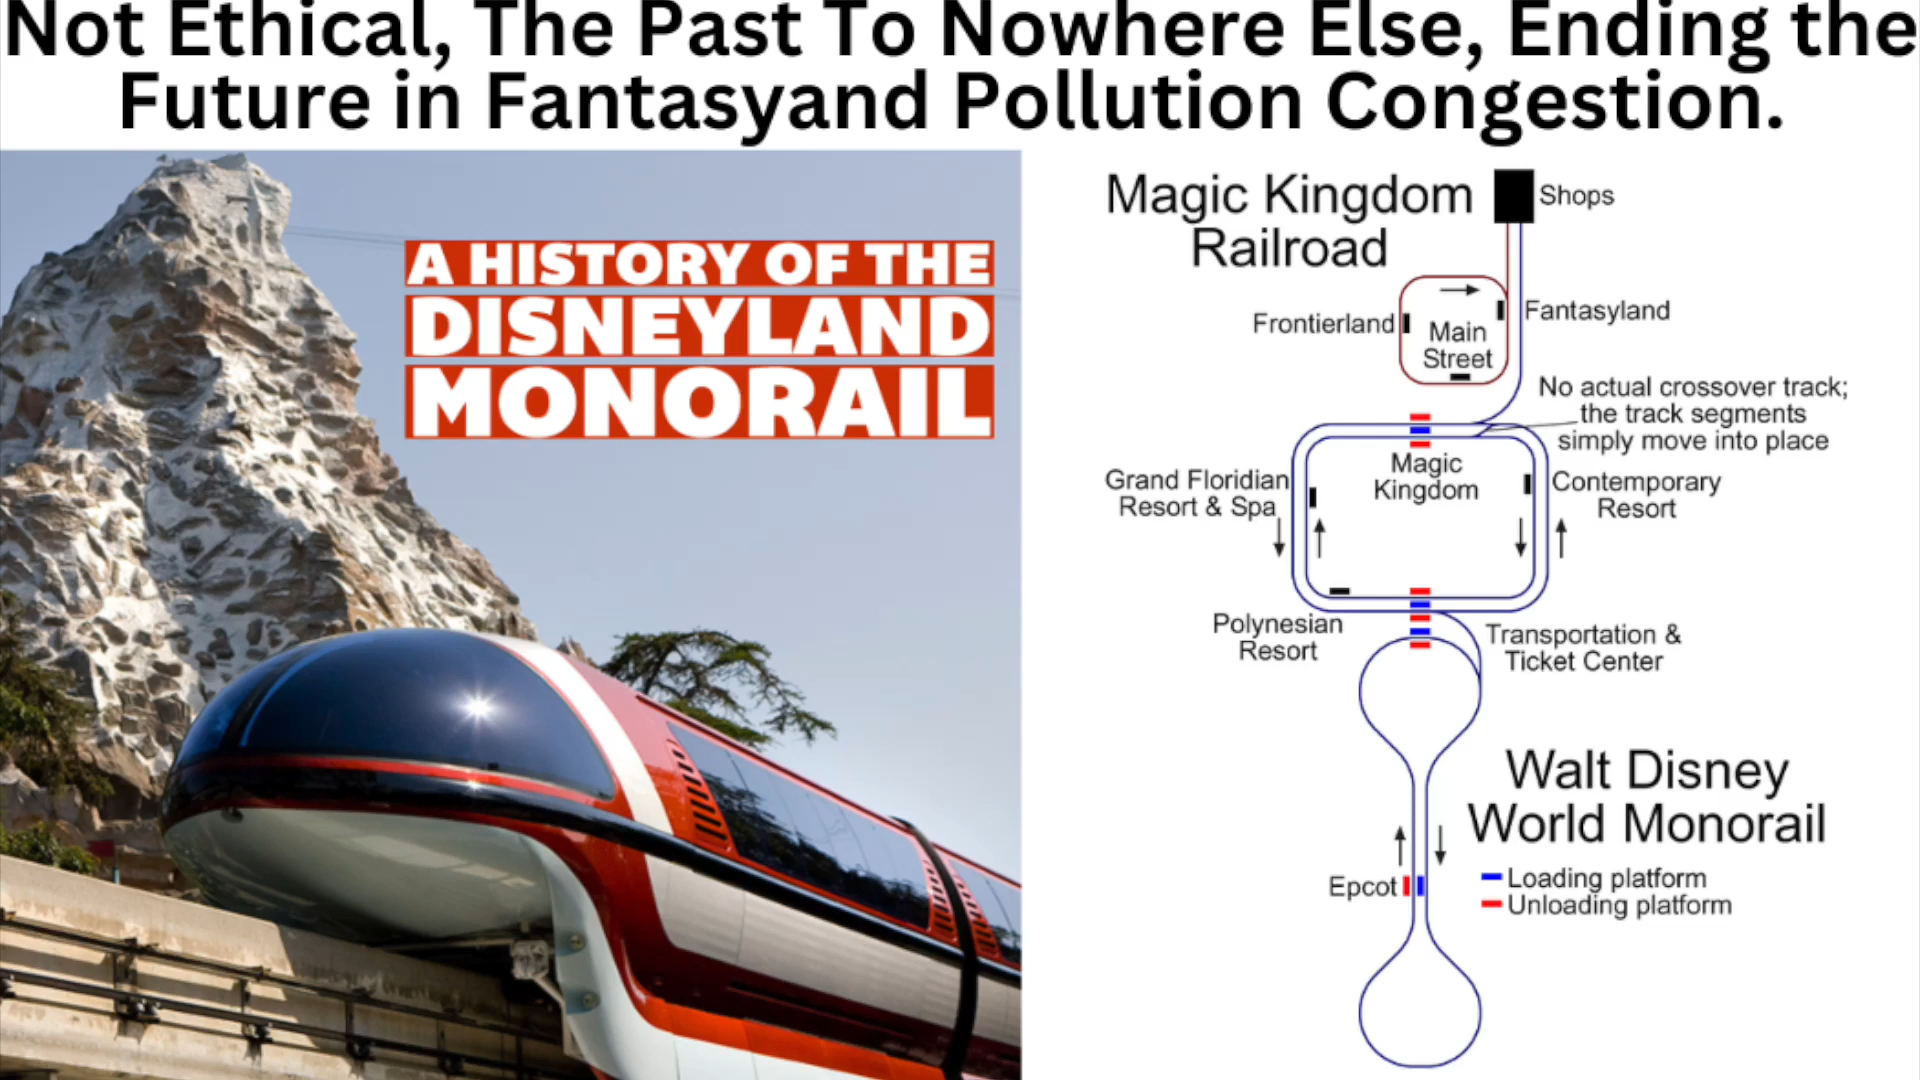 Not Ethical, The Past To Nowhere Else, Ending the
Future in Fantasyand Pollution Congestion.
A HISTORY OF THE
DISNEYLAND
MONORAIL
Magic Kingdom
Railroad
Shops
Frontierland
Main
Street
Fantasyland
No actual crossover track;
the track segments
simply move into place
Magic
Kingdom
Grand Floridian
Resort & Spa
Contemporary
Resort
Polynesian
Resort
Transportation &
Ticket Center
Walt Disney
World Monorail
Epcot
Loading platform
Unloading platform